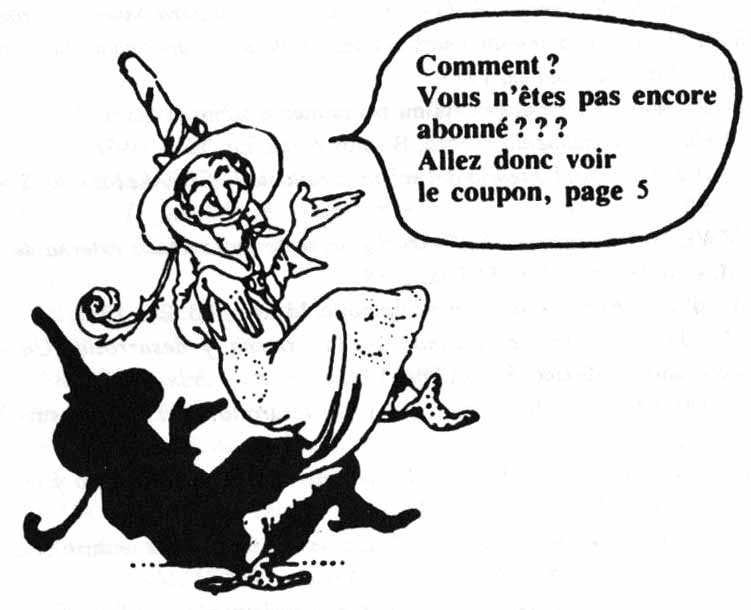 Comment ?
Vous n'êtes pas encore
abonné ? ? ?
Allez donc voir
le coupon, page 5